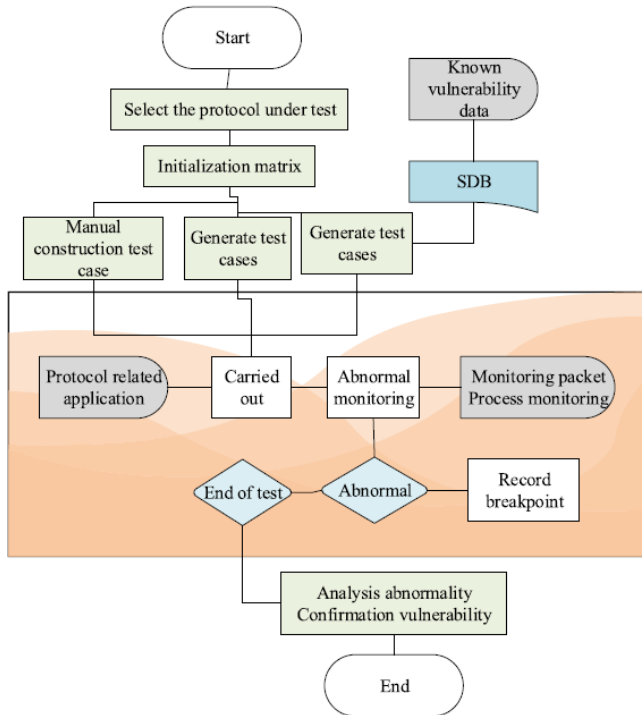 Start
Known
vulnerability
data
Select the protocol under test
Initialization matrix
SDB
Manual
construction test
case
Generate test
cases
Generate test
cases
Protocol related
application
Carried
out
Abnormal
monitoring
Monitoring packet
Process monitoring
End of test
Abnormal
Record
breakpoint
Analysis abnormality
Confirmation vulnerability
End